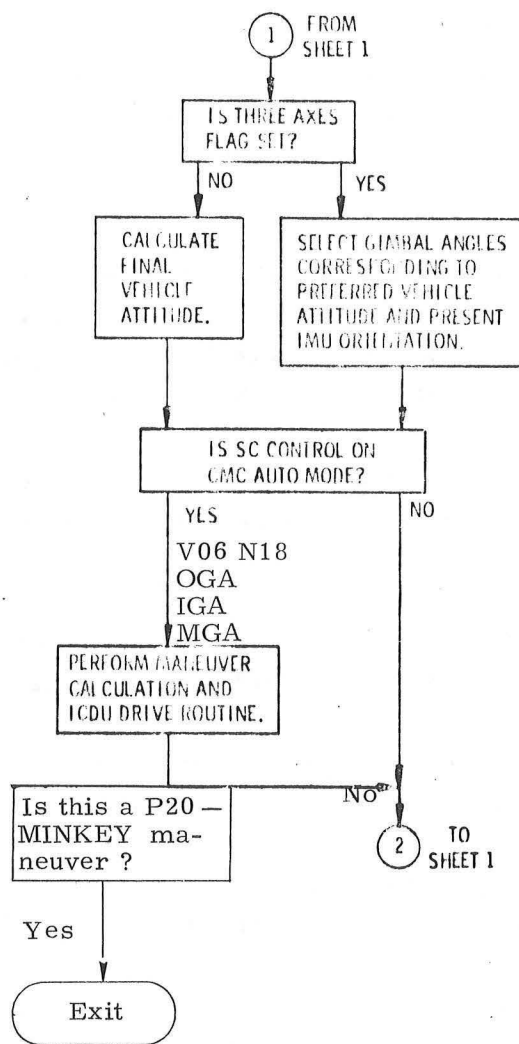 1
FROM
SHEET 1
IS THREE AXES
FLAG SET?
NO
YES
CALCULATE
FINAL
VEHICLE
ATTITUDE.
SELECT GIMBAL ANGLES
CORRESPONDING TO
PREFERRED VEHICLE
ATTITUDE AND PRESENT
IMU ORIENTATION.
IS SC CONTROL ON
CMC AUTO MODE?
YES
NO
V06 N18
OGA
IGA
MGA
PERFORM MANEUVER
CALCULATION AND
ICDU DRIVE ROUTINE.
No
Is this a P20 –
MINKEY ma-
neuver ?
2
TO
SHEET 1
Yes
Exit